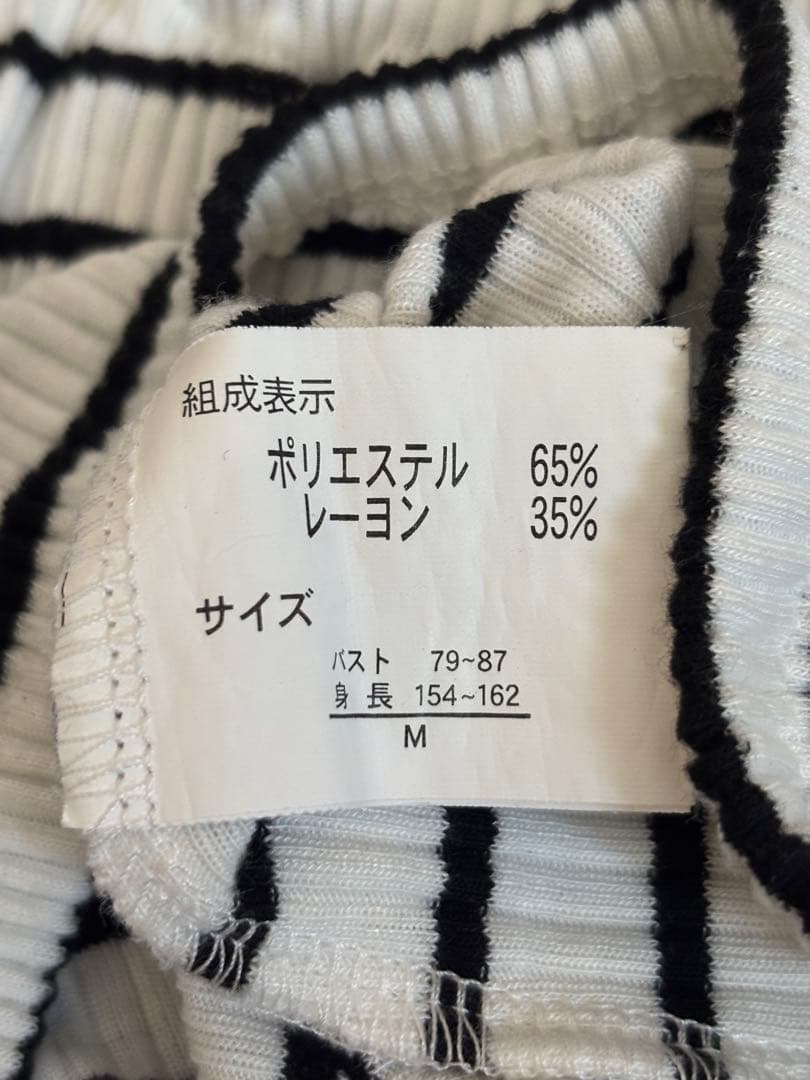 組成表示
ポリエステル 65%
レーヨン 35%
サイズ
バスト 79~87
身長 154~162
M